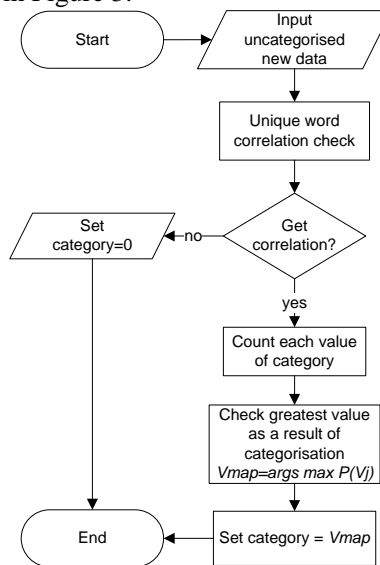 in Figure 3.
Start
Input
uncategorised
new data
Unique word
correlation check
Get
correlation?
no
Set
category=0
yes
Count each value
of category
Check greatest value
as a result of
categorisation
Vmap=args max P(Vj)
Set category = Vmap
End